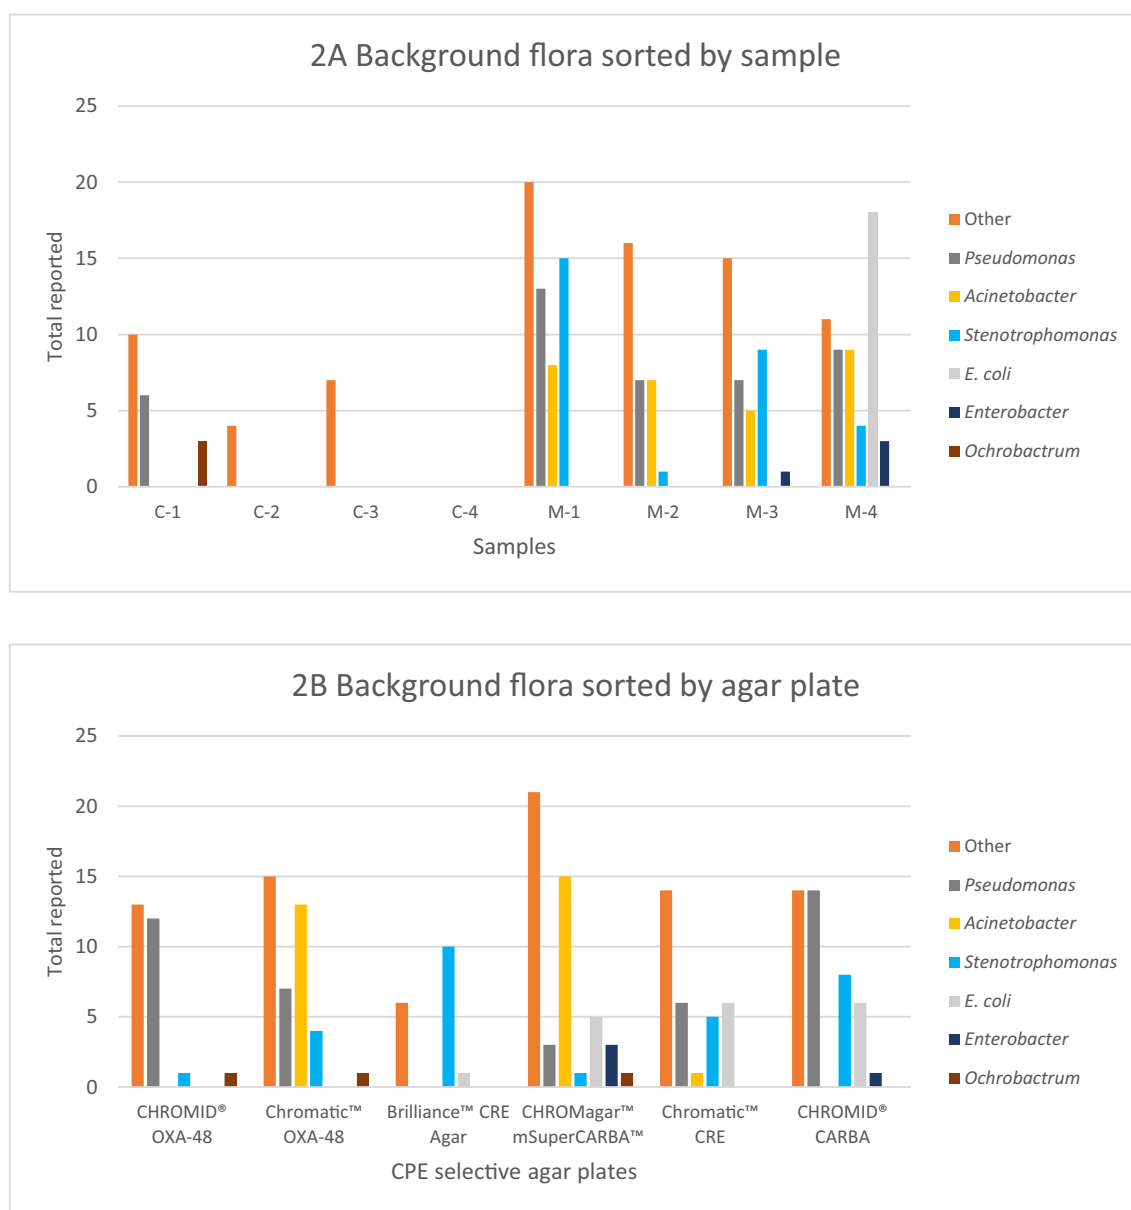 2A Background flora sorted by sample
25
20
15
10
5
0
Total reported
C-1 C-2 C-3 C-4 M-1 M-2 M-3 M-4
Samples
Other
Pseudomonas
Acinetobacter
Stenotrophomonas
E. coli
Enterobacter
Ochrobactrum
2B Background flora sorted by agar plate
25
20
15
10
5
0
Total reported
CHROMID® Chromatic™ Brilliance™ CRE CHROMagar™ Chromatic™ CHROMID®
OXA-48 OXA-48 Agar mSuperCARBA™ CRE CARBA
CPE selective agar plates
Other
Pseudomonas
Acinetobacter
Stenotrophomonas
E. coli
Enterobacter
Ochrobactrum